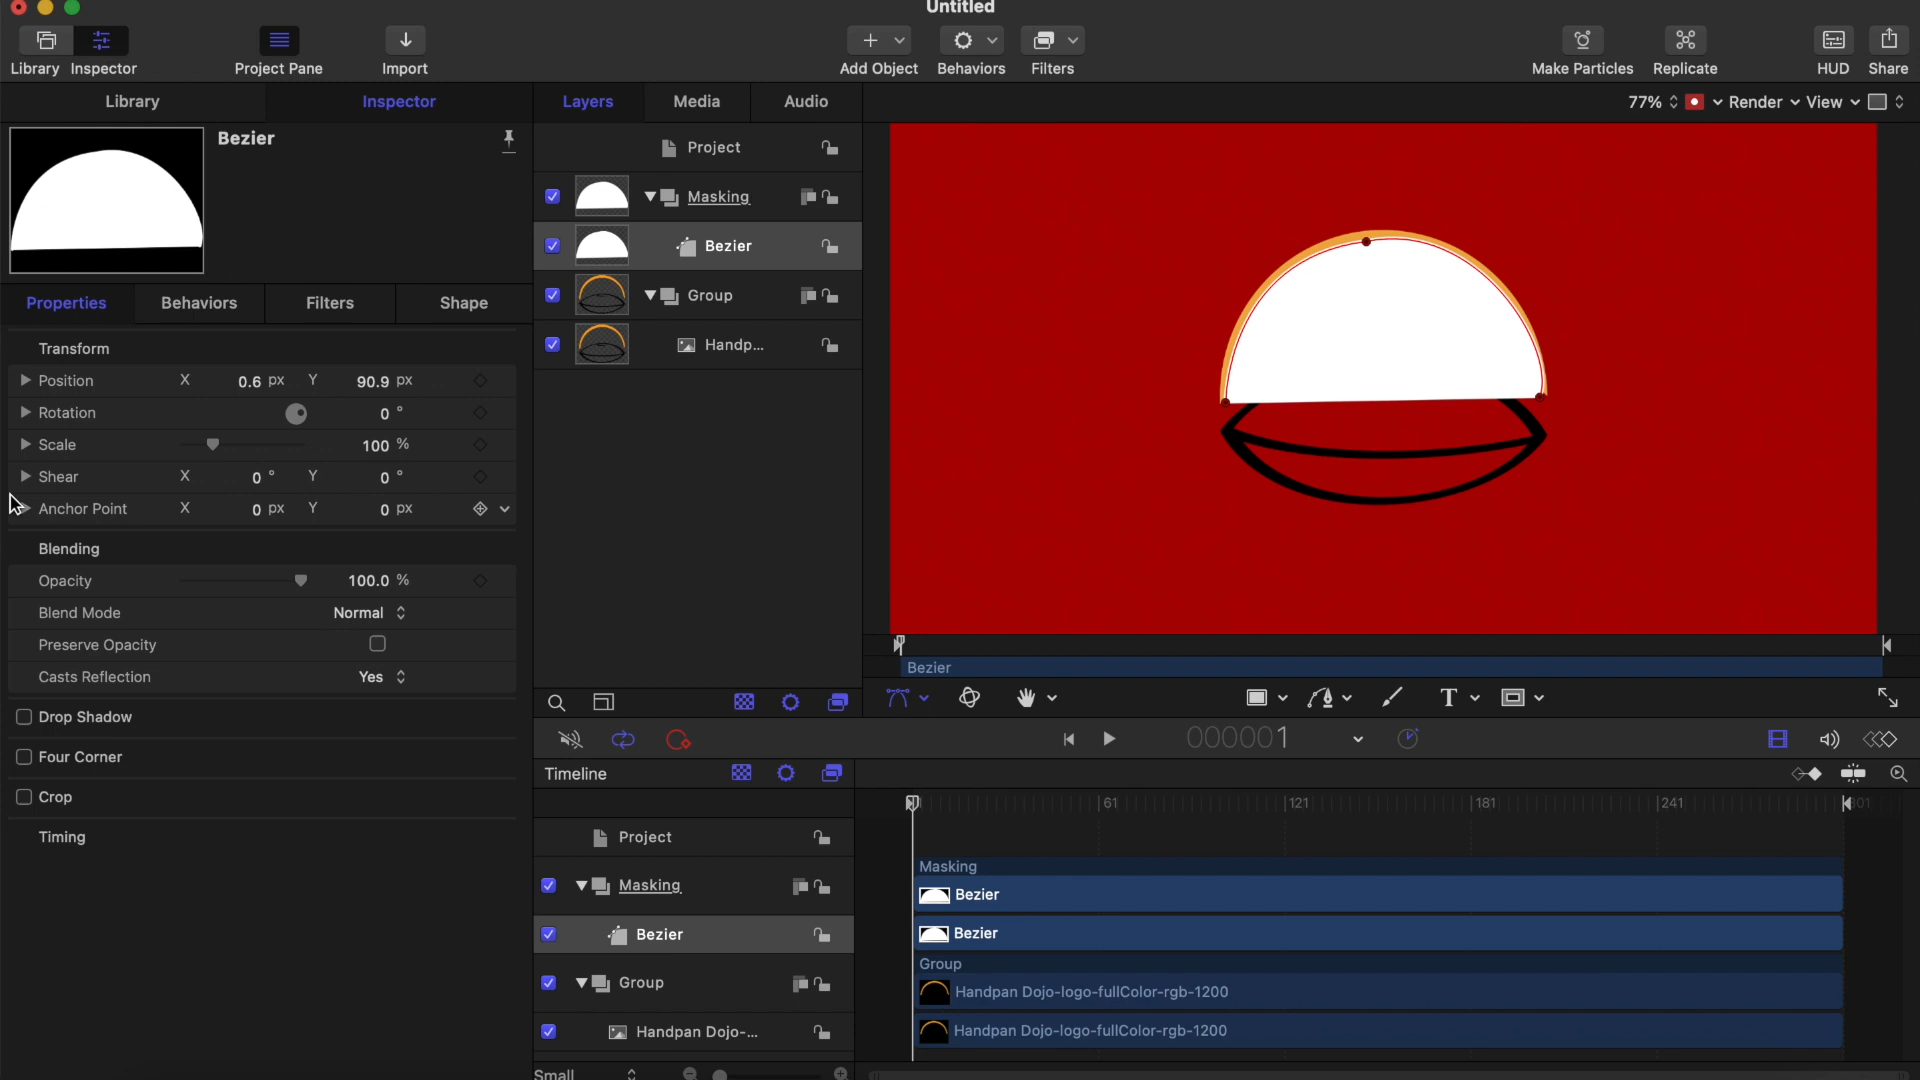 Untitled
Library Inspector Project Pane Import Add Object Behaviors Filters Make Particles Replicate HUD Share
Library Inspector Layers Media Audio 77% Render View
Bezier
Properties Behaviors Filters Shape
Transform
Position X 0.6 px Y 90.9 px
Rotation 0 °
Scale 100 %
Shear X 0 ° Y 0 °
Anchor Point X 0 px Y 0 px
Blending
Opacity 100.0 %
Blend Mode Normal
Preserve Opacity
Casts Reflection Yes
Drop Shadow
Four Corner
Crop
Timing
Project
Masking
Bezier
Group
Handp...
Bezier
T
000001
Timeline
61 121 181 241 301
Project
Masking
Bezier
Group
Handpan Dojo-...
Small
Masking
Bezier
Bezier
Group
Handpan Dojo-logo-fullColor-rgb-1200
Handpan Dojo-logo-fullColor-rgb-1200